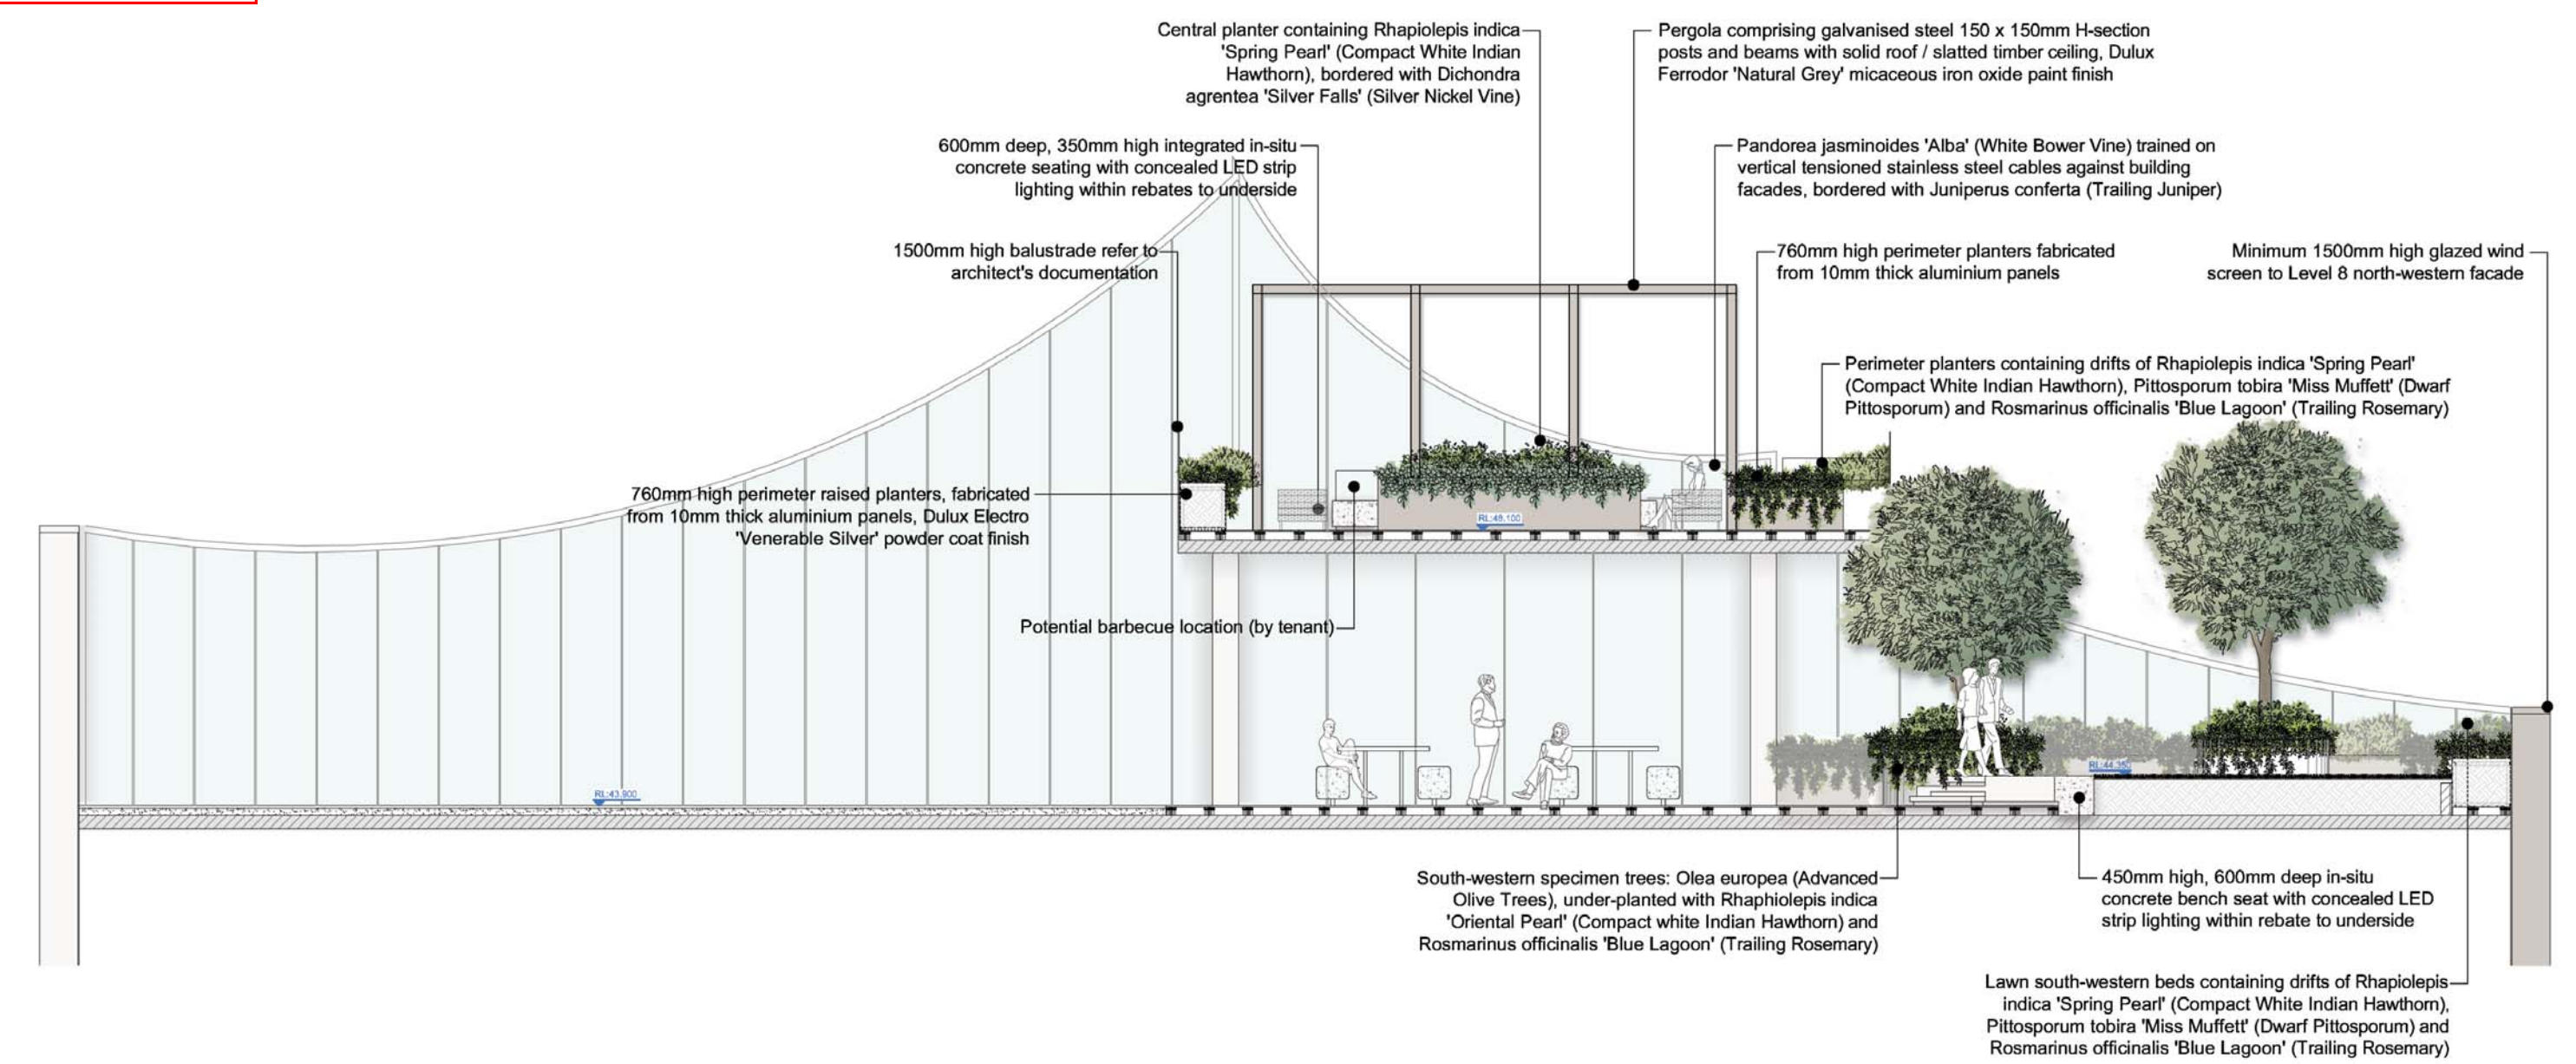 Central planter containing Rhapiolepis indica
'Spring Pearl' (Compact White Indian
Hawthorn), bordered with Dichondra
agrentea 'Silver Falls' (Silver Nickel Vine)
Pergola comprising galvanised steel 150 x 150mm H-section
posts and beams with solid roof / slatted timber ceiling, Dulux
Ferrodor 'Natural Grey' micaceous iron oxide paint finish
600mm deep, 350mm high integrated in-situ
concrete seating with concealed LED strip
lighting within rebates to underside
Pandorea jasminoides 'Alba' (White Bower Vine) trained on
vertical tensioned stainless steel cables against building
facades, bordered with Juniperus conferta (Trailing Juniper)
1500mm high balustrade refer to
architect's documentation
760mm high perimeter planters fabricated
from 10mm thick aluminium panels
Minimum 1500mm high glazed wind
screen to Level 8 north-western facade
Perimeter planters containing drifts of Rhapiolepis indica 'Spring Pearl'
(Compact White Indian Hawthorn), Pittosporum tobira 'Miss Muffett' (Dwarf
Pittosporum) and Rosmarinus officinalis 'Blue Lagoon' (Trailing Rosemary)
760mm high perimeter raised planters, fabricated
from 10mm thick aluminium panels, Dulux Electro
'Venerable Silver' powder coat finish
RL:48.100
Potential barbecue location (by tenant)
RL:44.350
RL:43.900
South-western specimen trees: Olea europea (Advanced
Olive Trees), under-planted with Rhaphiolepis indica
'Oriental Pearl' (Compact white Indian Hawthorn) and
Rosmarinus officinalis 'Blue Lagoon' (Trailing Rosemary)
450mm high, 600mm deep in-situ
concrete bench seat with concealed LED
strip lighting within rebate to underside
Lawn south-western beds containing drifts of Rhapiolepis
indica 'Spring Pearl' (Compact White Indian Hawthorn),
Pittosporum tobira 'Miss Muffett' (Dwarf Pittosporum) and
Rosmarinus officinalis 'Blue Lagoon' (Trailing Rosemary)